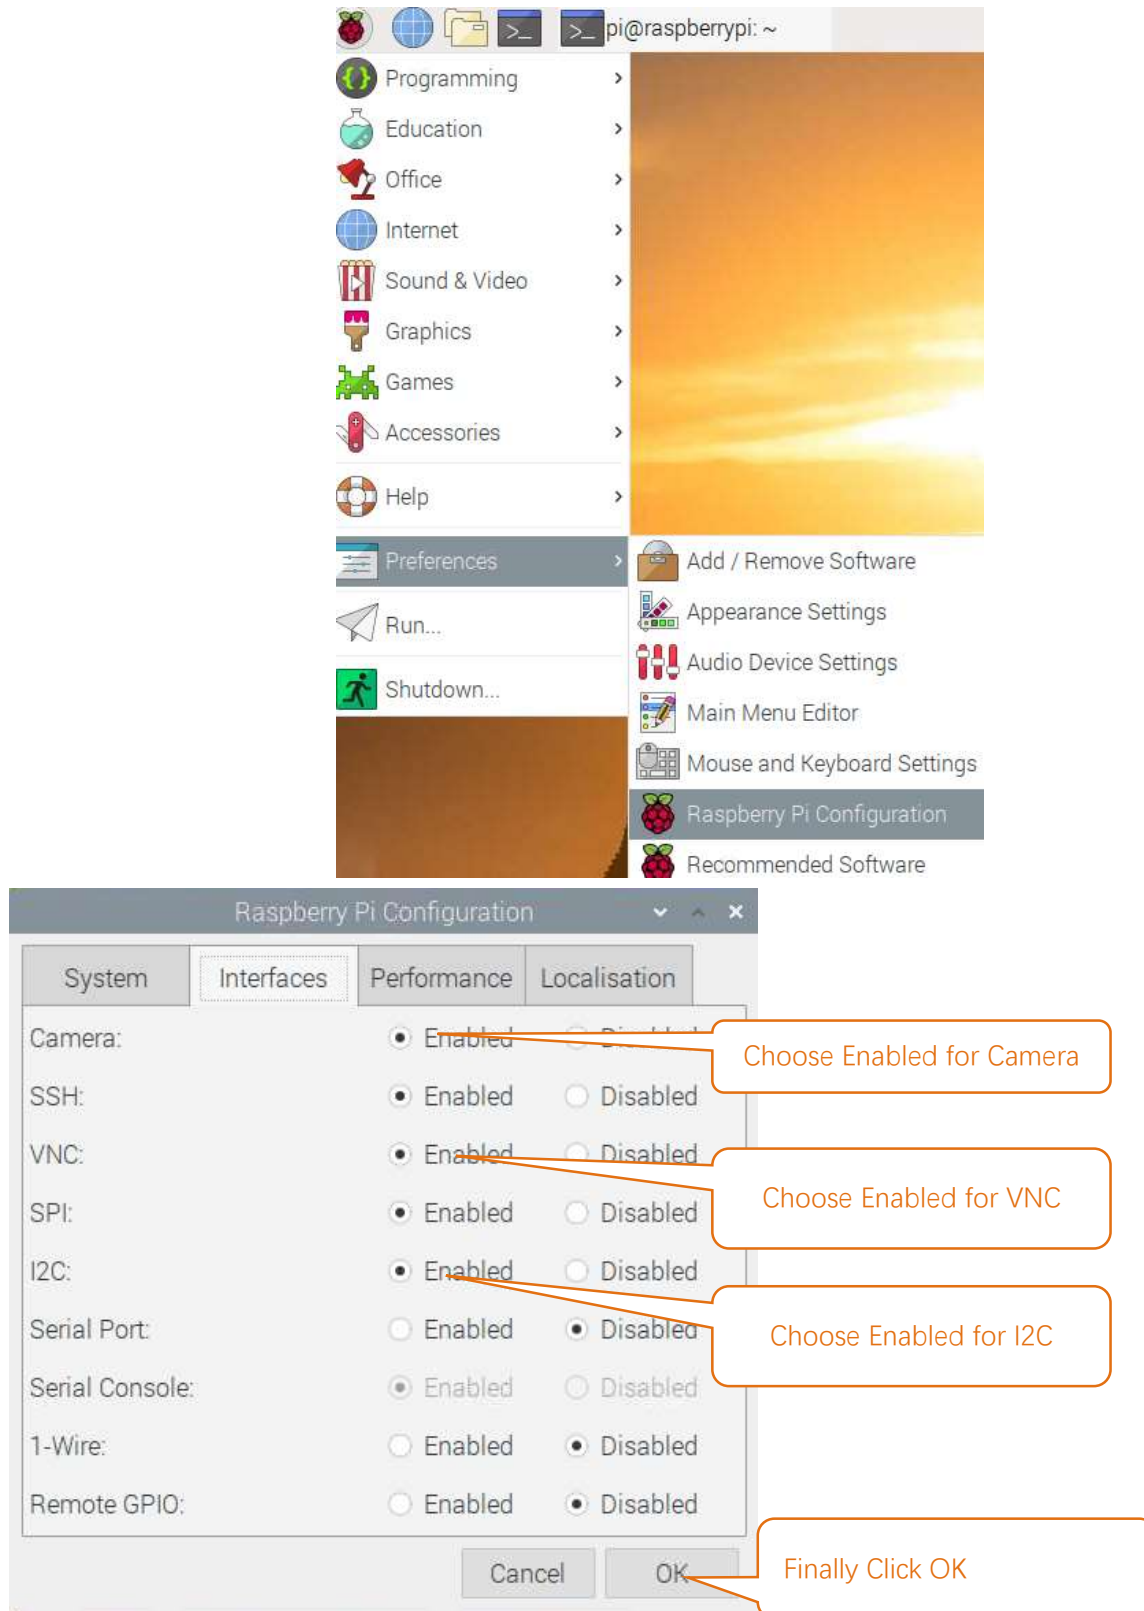 pi@raspberrypi: ~
Programming
Education
Office
Internet
Sound & Video
Graphics
Games
Accessories
Help
Preferences
Add / Remove Software
Appearance Settings
Run...
Audio Device Settings
Shutdown...
Main Menu Editor
Mouse and Keyboard Settings
Raspberry Pi Configuration
Recommended Software
Raspberry Pi Configuration
System Interfaces Performance Localisation
Camera: Enabled Disabled
Choose Enabled for Camera
SSH: Enabled Disabled
VNC: Enabled Disabled
Choose Enabled for VNC
SPI: Enabled Disabled
I2C: Enabled Disabled
Serial Port: Enabled Disabled
Choose Enabled for I2C
Serial Console: Enabled Disabled
1-Wire: Enabled Disabled
Remote GPIO: Enabled Disabled
Cancel OK
Finally Click OK